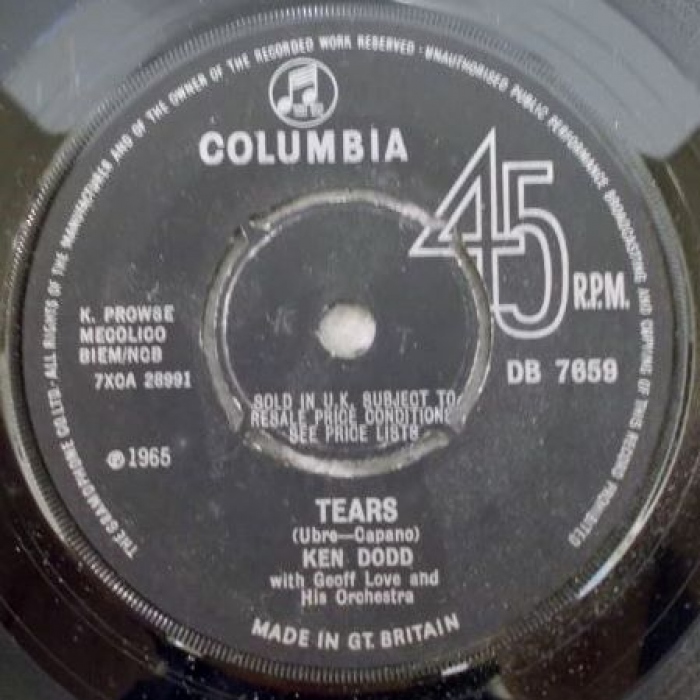 THE GRAMOPHONE CO LTD · ALL RIGHTS OF THE MANUFACTURER AND OF THE OWNER OF THE RECORDED WORK RESERVED · UNAUTHORISED PUBLIC PERFORMANCE BROADCASTING AND COPYING OF THIS RECORD PROHIBITED
COLUMBIA
45
R.P.M.
K. PROWSE
MECOLICO
BIEM/NCB
7XCA 28991
DB 7659
SOLD IN U.K. SUBJECT TO
RESALE PRICE CONDITIONS
SEE PRICE LISTS
℗ 1965
TEARS
(Ubre—Capano)
KEN DODD
with Geoff Love and
His Orchestra
MADE IN GT. BRITAIN